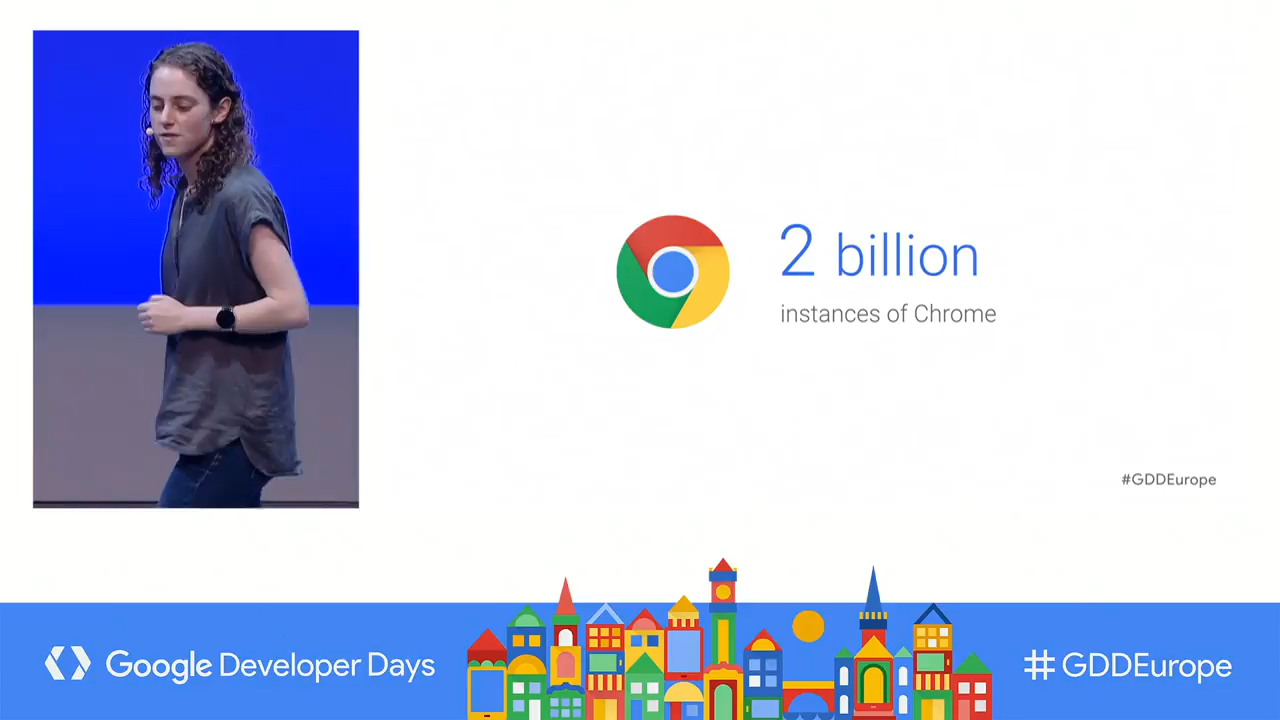 2 billion
instances of Chrome
#GDDEurope
Google Developer Days
#GDDEurope